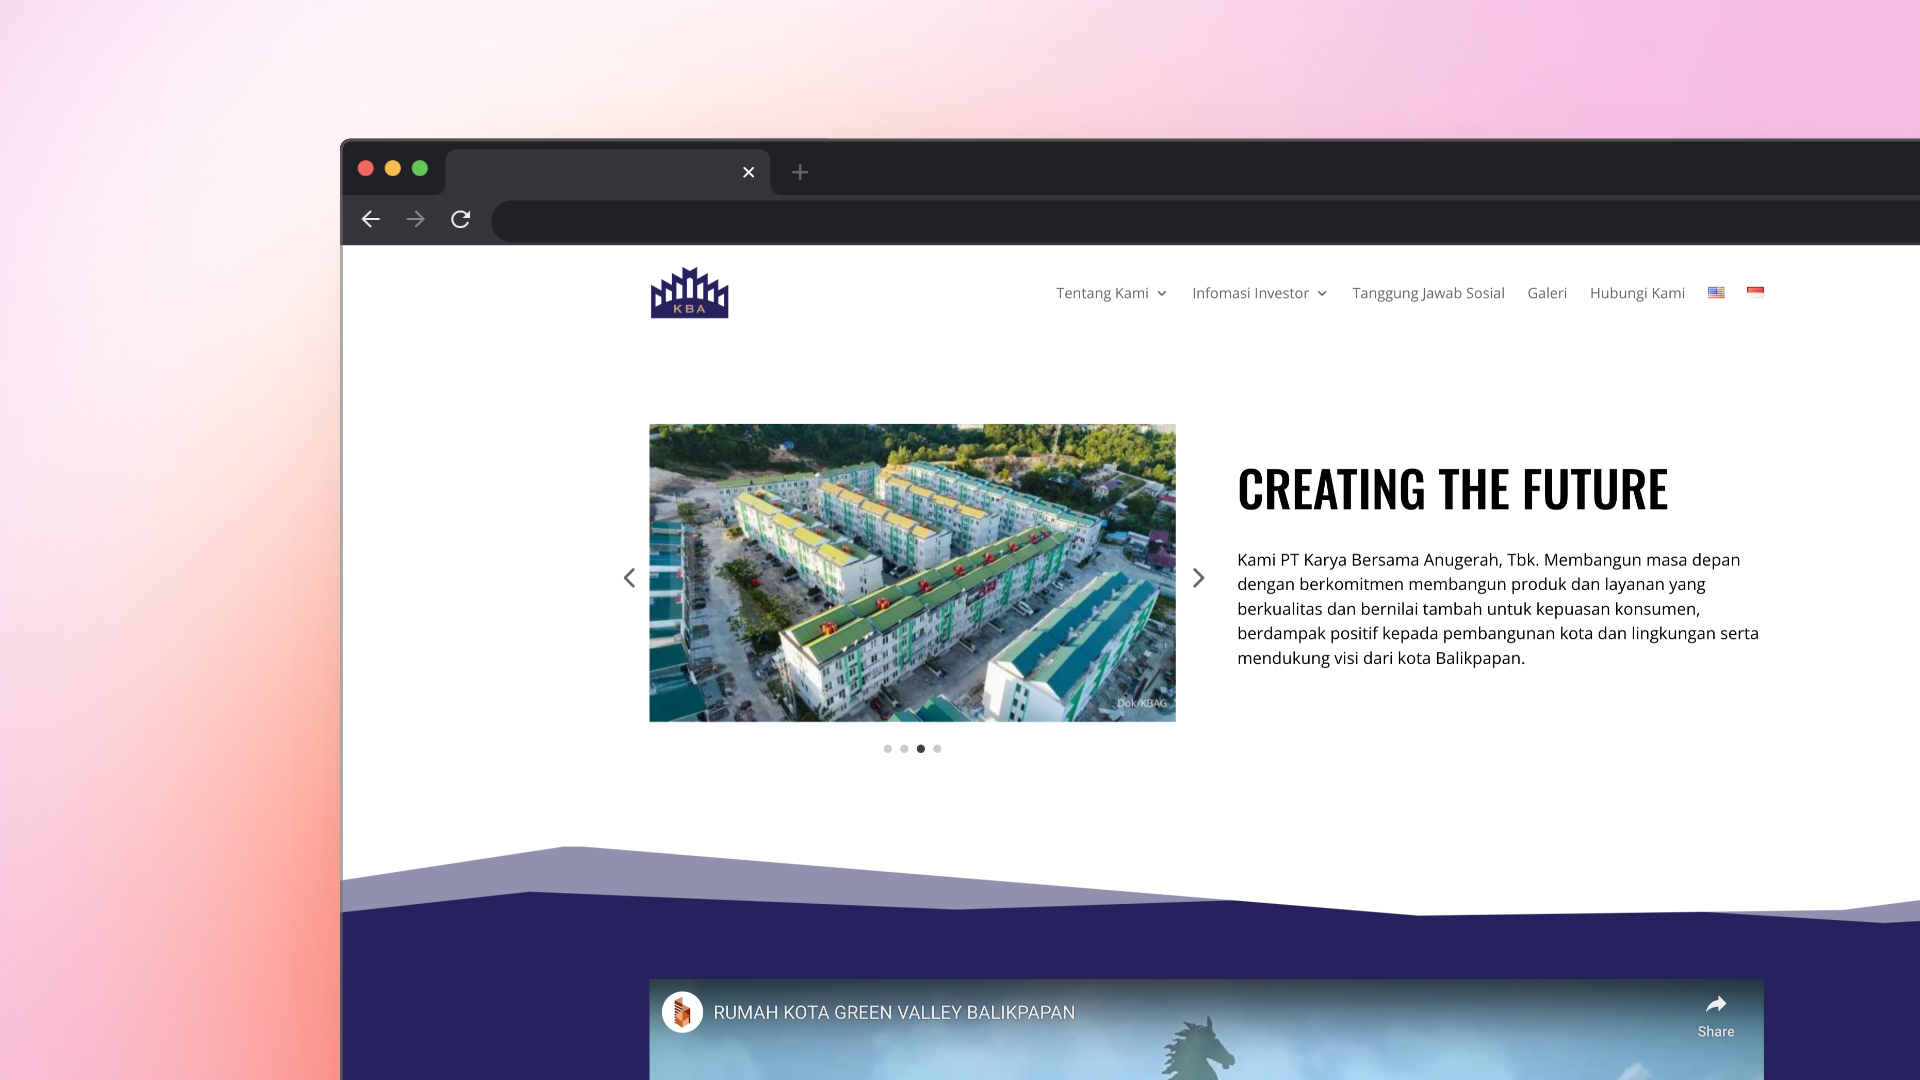 KBA
Tentang Kami
Infomasi Investor
Tanggung Jawab Sosial
Galeri
Hubungi Kami
Dok/KBAG
CREATING THE FUTURE
Kami PT Karya Bersama Anugerah, Tbk. Membangun masa depan
dengan berkomitmen membangun produk dan layanan yang
berkualitas dan bernilai tambah untuk kepuasan konsumen,
berdampak positif kepada pembangunan kota dan lingkungan serta
mendukung visi dari kota Balikpapan.
RUMAH KOTA GREEN VALLEY BALIKPAPAN
Share